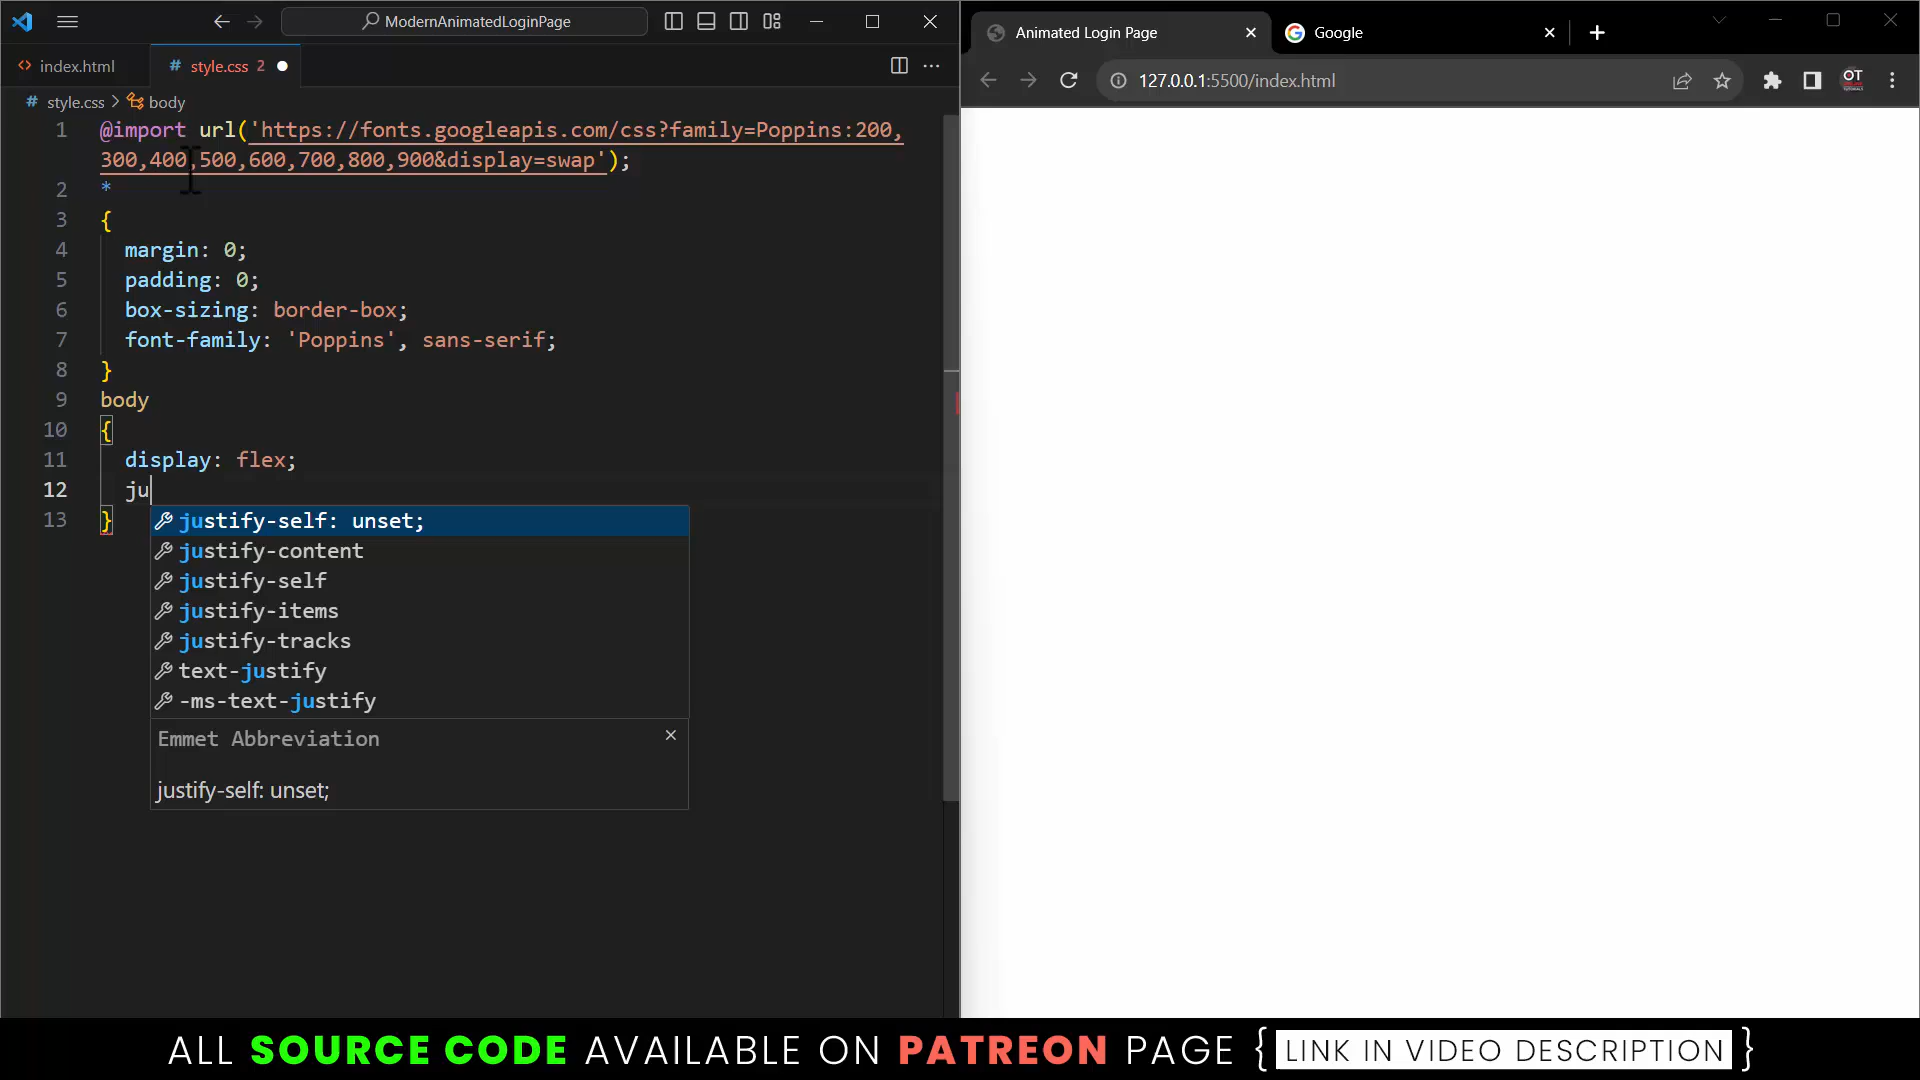 ModernAnimatedLoginPage
index.html
# style.css 2
# style.css > body
1 @import url('https://fonts.googleapis.com/css?family=Poppins:200,
300,400,500,600,700,800,900&display=swap');
2 *
3 {
4 margin: 0;
5 padding: 0;
6 box-sizing: border-box;
7 font-family: 'Poppins', sans-serif;
8 }
9 body
10 {
11 display: flex;
12 ju
13 }
justify-self: unset;
justify-content
justify-self
justify-items
justify-tracks
text-justify
-ms-text-justify
Emmet Abbreviation
justify-self: unset;
Animated Login Page
Google
127.0.0.1:5500/index.html
OT
ALL SOURCE CODE AVAILABLE ON PATREON PAGE { LINK IN VIDEO DESCRIPTION }